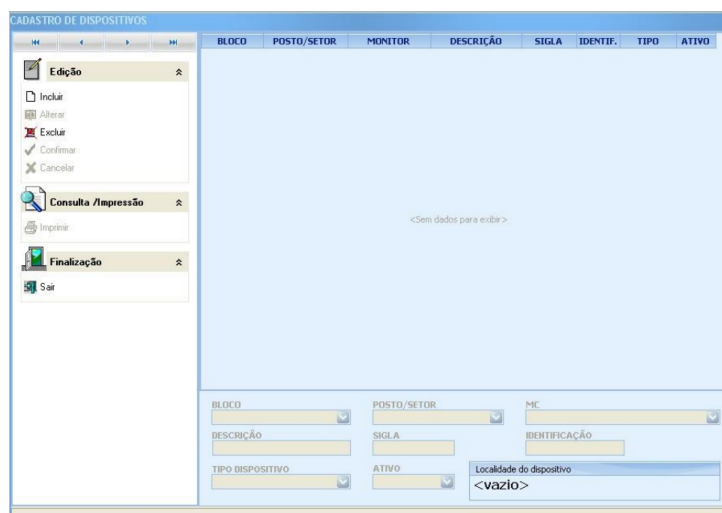 CADASTRO DE DISPOSITIVOS
BLOCO POSTO/SETOR MONITOR DESCRIÇÃO SIGLA IDENTIF. TIPO ATIVO
Edição
Incluir
Alterar
Excluir
Confirmar
Cancelar
Consulta /Impressão
Imprimir
Finalização
Sair
<Sem dados para exibir>
BLOCO POSTO/SETOR MC
DESCRIÇÃO SIGLA IDENTIFICAÇÃO
TIPO DISPOSITIVO ATIVO Localidade do dispositivo
<vazio>